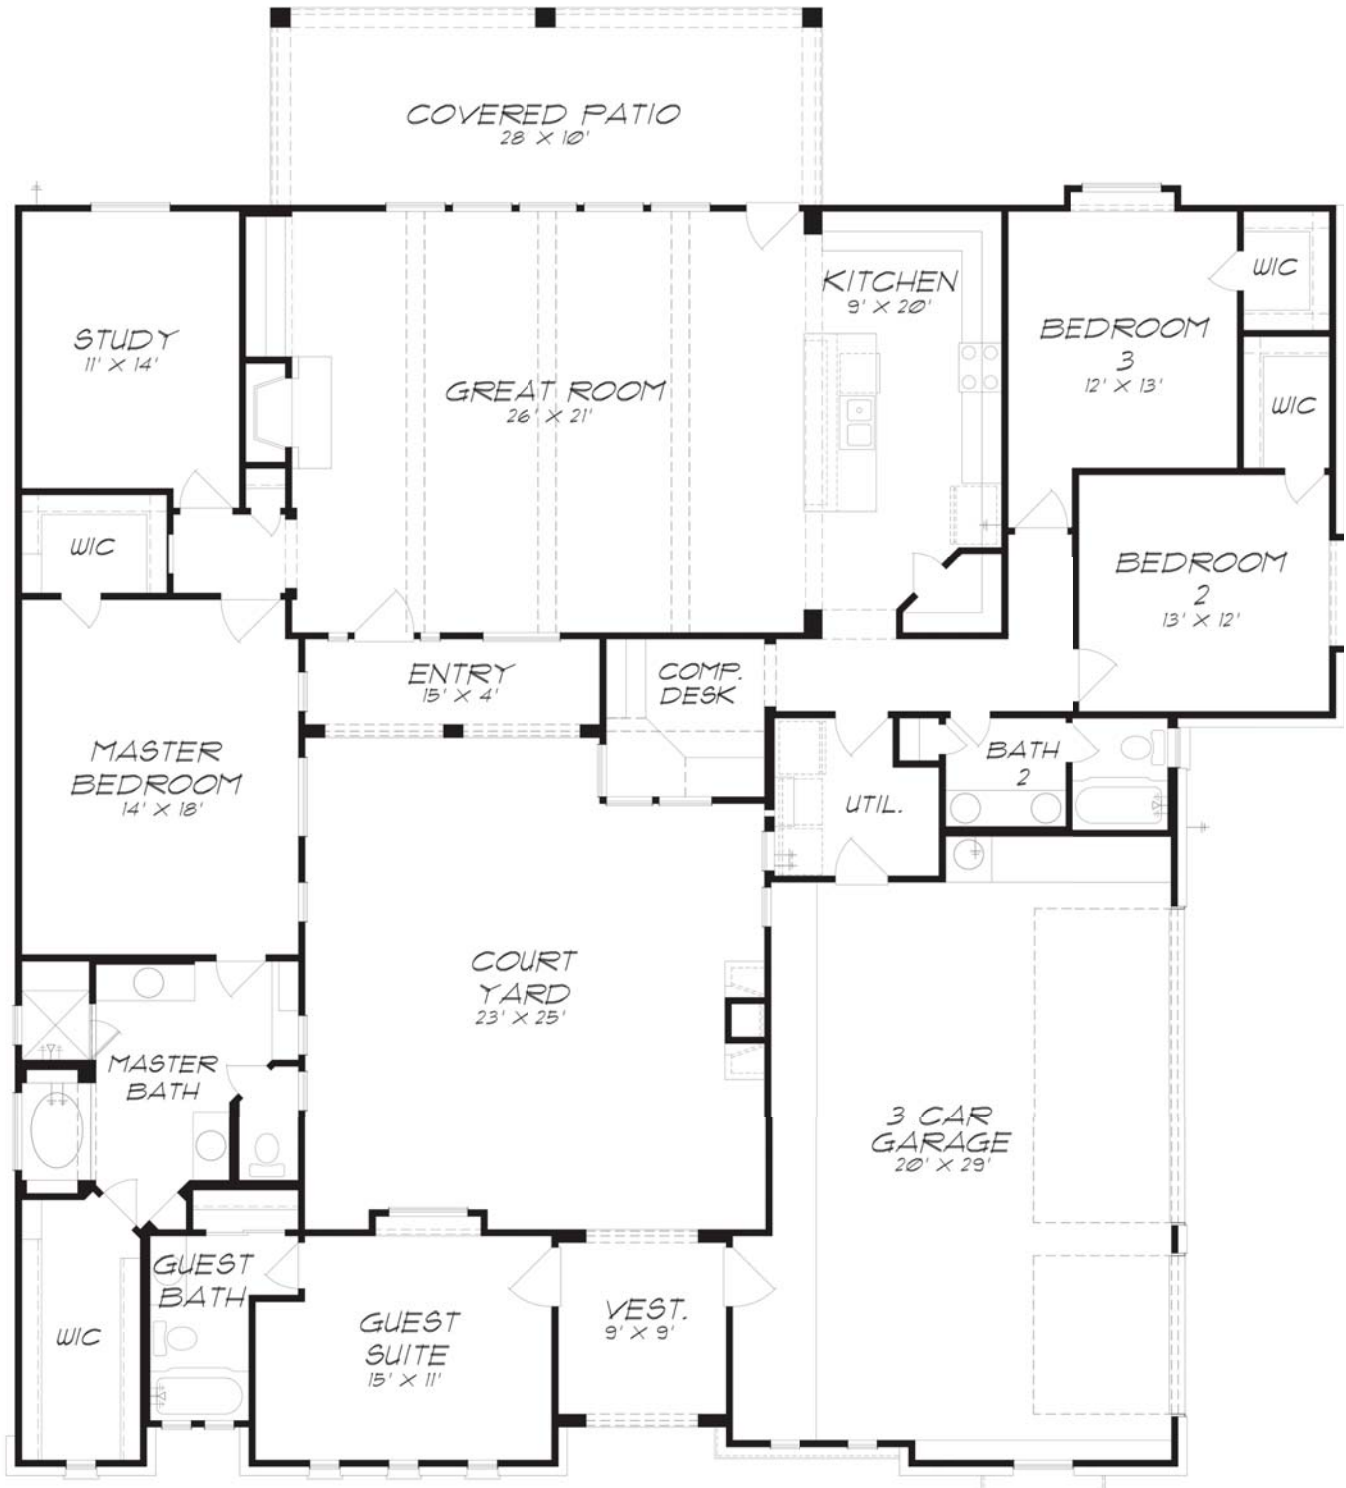 COVERED PATIO
28 X 10'
KITCHEN
9' X 20'
WIC
STUDY
11' X 14'
BEDROOM
3
12' X 13'
GREAT ROOM
26' X 21'
WIC
WIC
BEDROOM
2
13' X 12'
ENTRY
15' X 4'
COMP.
DESK
MASTER
BEDROOM
14' X 18'
BATH
2
UTIL.
COURT
YARD
23' X 25'
MASTER
BATH
3 CAR
GARAGE
20' X 29'
GUEST
BATH
WIC
GUEST
SUITE
15' X 11'
VEST.
9' X 9'